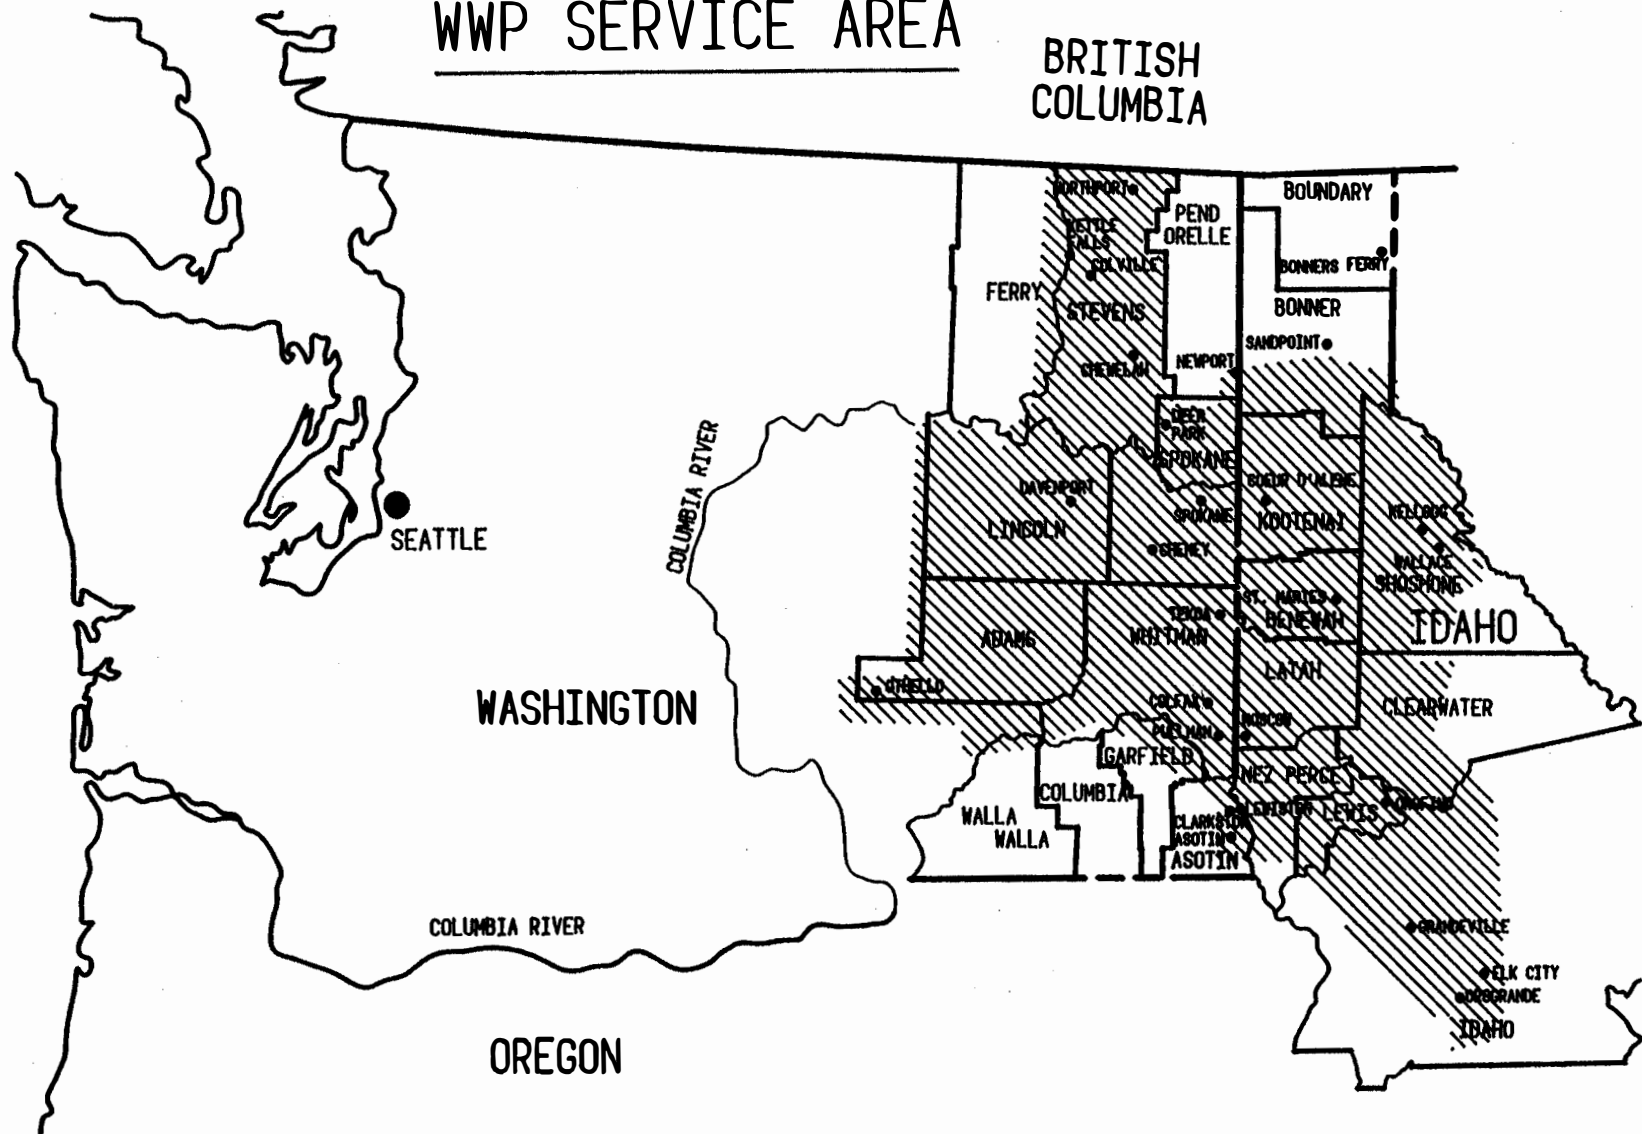 WWP SERVICE AREA
BRITISH
COLUMBIA
BOUNDARY
NORTHPORT
PEND
ORELLE
KETTLE
FALLS
COLVILLE
BONNERS FERRY
FERRY
STEVENS
BONNER
SANDPOINT
CHEWELAH
NEWPORT
DEER
PARK
COLUMBIA RIVER
SPOKANE
DAVENPORT
COEUR D'ALENE
SEATTLE
LINCOLN
SPOKANE
KOOTENAI
KELLOGG
CHENEY
WALLACE
SHOSHONE
ST. MARIES
TEKOA
BENEWAH
IDAHO
ADAMS
WHITMAN
LATAH
OTHELLO
WASHINGTON
COLFAX
CLEARWATER
PULLMAN
MOSCOW
GARFIELD
NEZ PERCE
COLUMBIA
OROFINO
LEWISTON
LEWIS
WALLA
WALLA
CLARKSTON
ASOTIN
ASOTIN
COLUMBIA RIVER
GRANGEVILLE
ELK CITY
OROGRANDE
IDAHO
OREGON